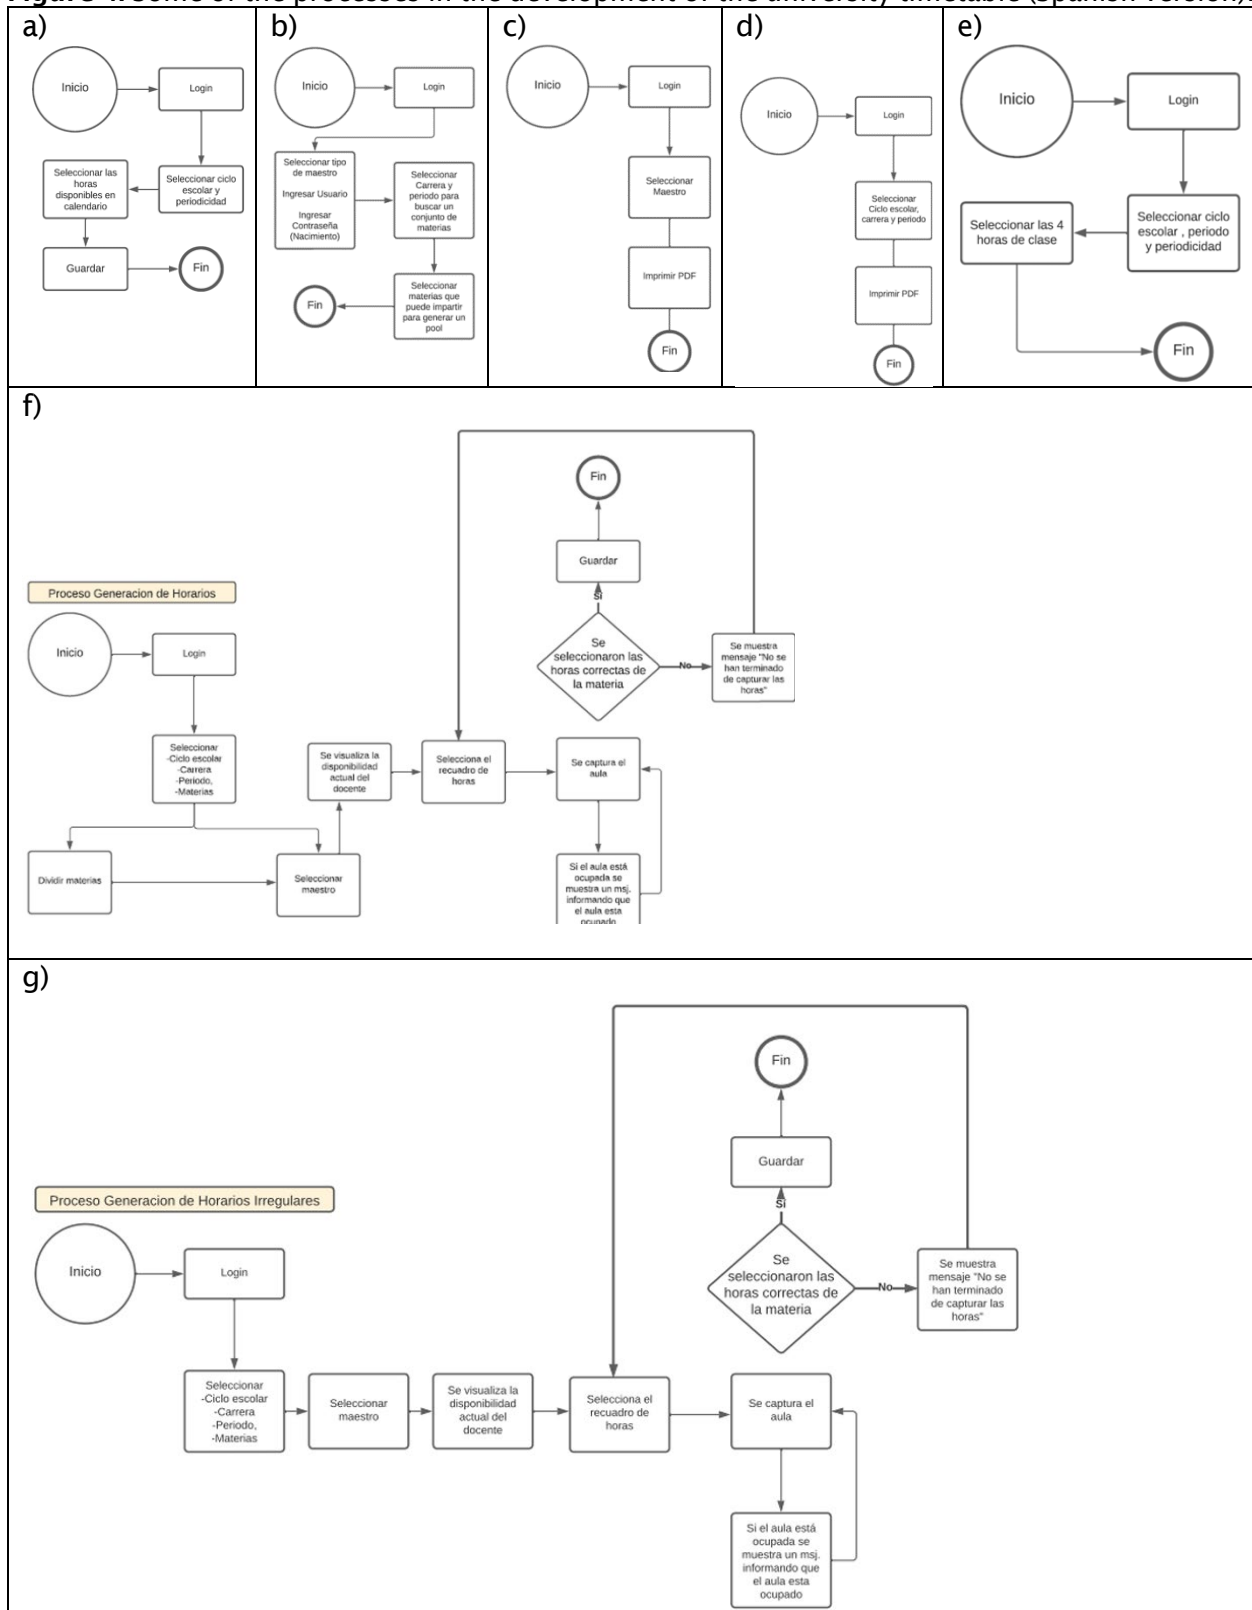 Figure 4. Some of the processes in the development of the university timetable (Spanish version).
a)
Inicio
Login
Seleccionar ciclo
escolar y
periodicidad
Seleccionar las
horas
disponibles en
calendario
Guardar
Fin
b)
Inicio
Login
Seleccionar tipo
de maestro
Ingresar Usuario
Ingresar
Contraseña
(Nacimiento)
Seleccionar
Carrera y
periodo para
buscar un
conjunto de
materias
Seleccionar
materias que
puede impartir
para generar un
pool
Fin
c)
Inicio
Login
Seleccionar
Maestro
Imprimir PDF
Fin
d)
Inicio
Login
Seleccionar
Ciclo escolar,
carrera y periodo
Imprimir PDF
Fin
e)
Inicio
Login
Seleccionar ciclo
escolar , periodo
y periodicidad
Seleccionar las 4
horas de clase
Fin
f)
Proceso Generacion de Horarios
Inicio
Login
Seleccionar
-Ciclo escolar
-Carrera
-Periodo,
-Materias
Dividir materias
Seleccionar
maestro
Se visualiza la
disponibilidad
actual del
docente
Selecciona el
recuadro de
horas
Se captura el
aula
Si el aula está
ocupada se
muestra un msj.
informando que
el aula esta
ocupado
Se
seleccionaron las
horas correctas de
la materia
No
Se muestra
mensaje "No se
han terminado
de capturar las
horas"
Si
Guardar
Fin
g)
Proceso Generacion de Horarios Irregulares
Inicio
Login
Seleccionar
-Ciclo escolar
-Carrera
-Periodo,
-Materias
Seleccionar
maestro
Se visualiza la
disponibilidad
actual del
docente
Selecciona el
recuadro de
horas
Se captura el
aula
Si el aula está
ocupada se
muestra un msj.
informando que
el aula esta
ocupado
Se
seleccionaron las
horas correctas de
la materia
No
Se muestra
mensaje "No se
han terminado
de capturar las
horas"
Si
Guardar
Fin